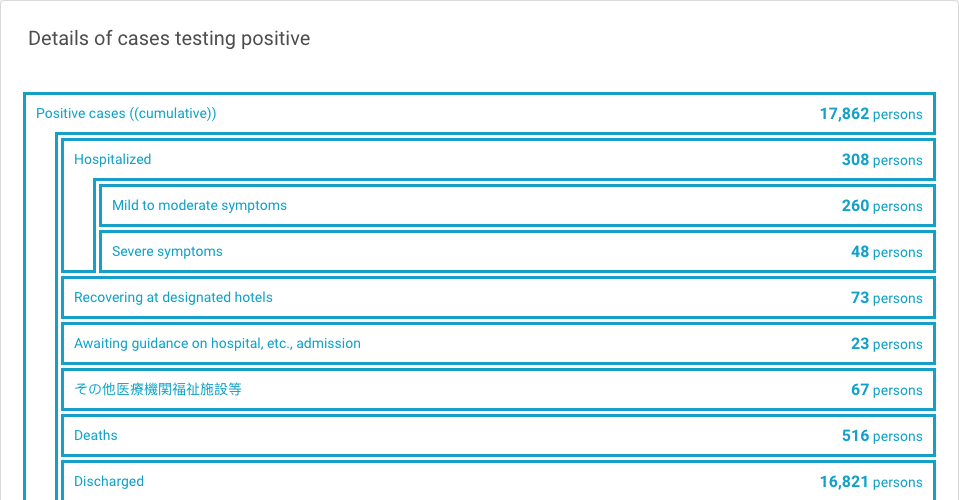 Details of cases testing positive
Positive cases ((cumulative)) 17,862 persons
Hospitalized 308 persons
Mild to moderate symptoms 260 persons
Severe symptoms 48 persons
Recovering at designated hotels 73 persons
Awaiting guidance on hospital, etc., admission 23 persons
その他医療機関福祉施設等 67 persons
Deaths 516 persons
Discharged 16,821 persons